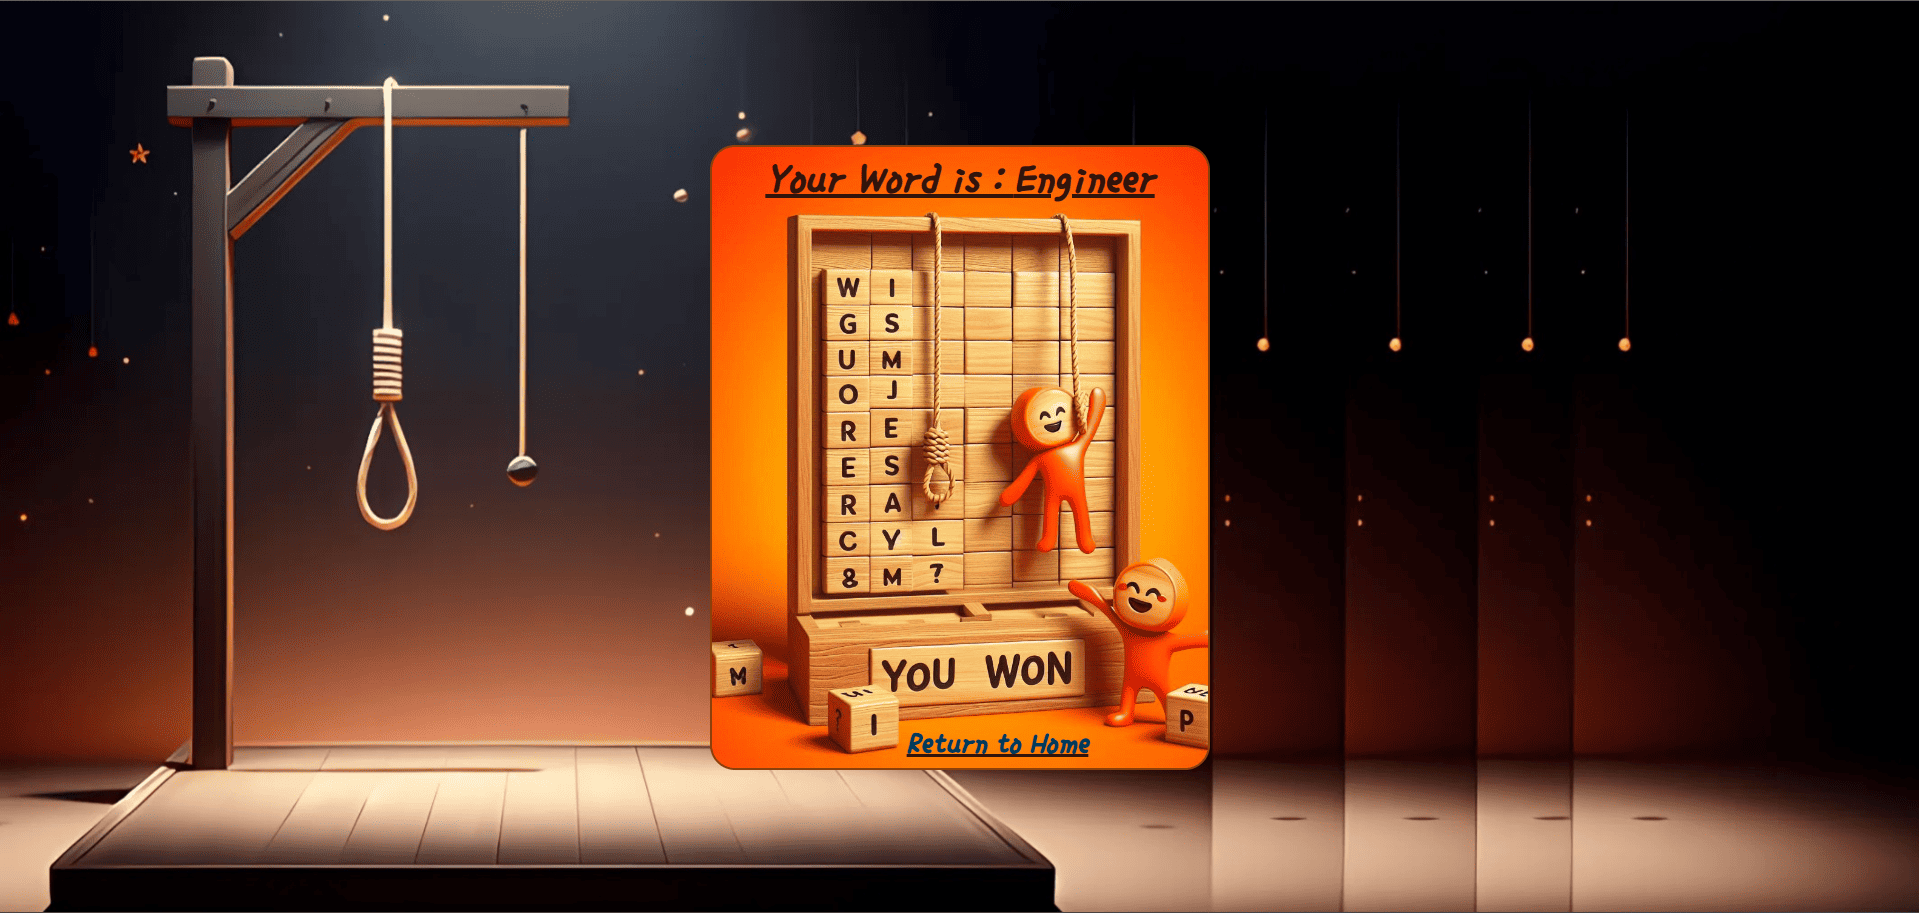 Your Word is : Engineer
W I
G S
U M
O J
R E
E S
R A
C Y L
& M ?
YOU WON
M
I
P
Return to Home